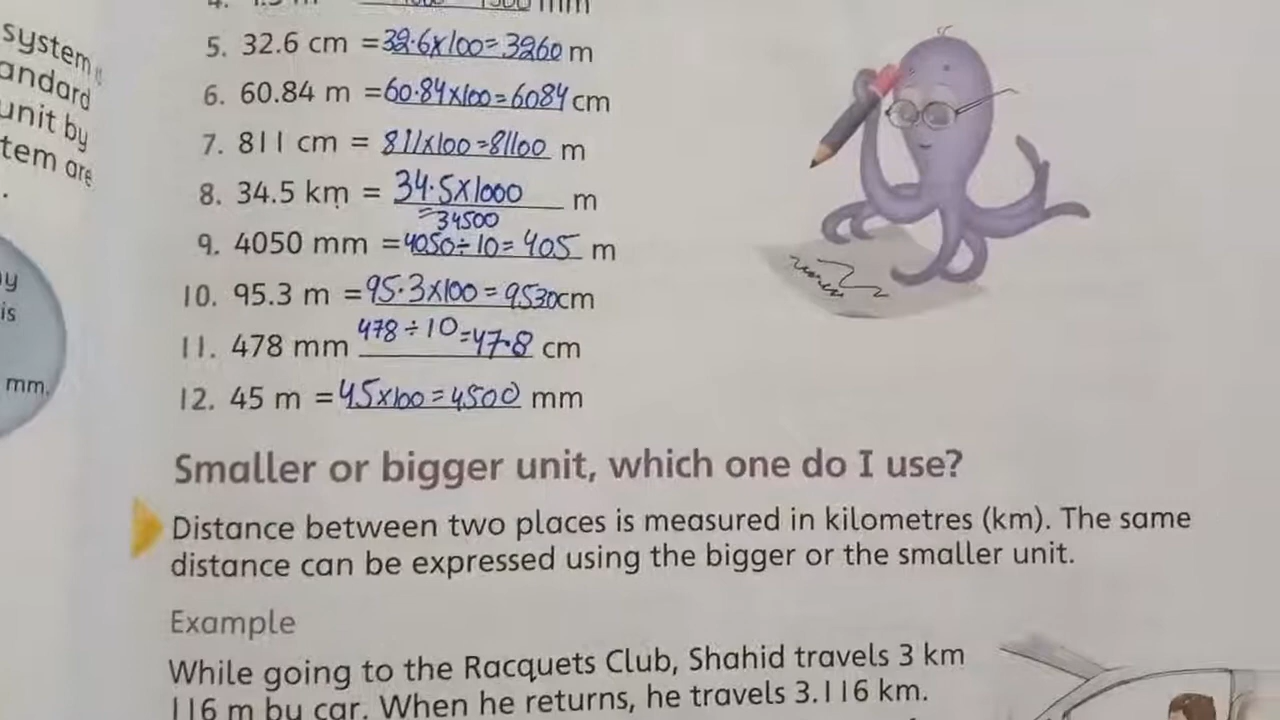 system
andard
unit by
tem are
.
y
is
mm.
5. 32.6 cm =32.6x100=3260 m
6. 60.84 m =60.84x100=6084 cm
7. 811 cm = 811x100=81100 m
8. 34.5 km = 34.5x1000 m
=34500
9. 4050 mm =4050÷10=405 m
10. 95.3 m =95.3x100=9530cm
11. 478 mm 478÷10=47.8 cm
12. 45 m =45x100=4500 mm
Smaller or bigger unit, which one do I use?
Distance between two places is measured in kilometres (km). The same
distance can be expressed using the bigger or the smaller unit.
Example
While going to the Racquets Club, Shahid travels 3 km
116 m by car. When he returns, he travels 3.116 km.